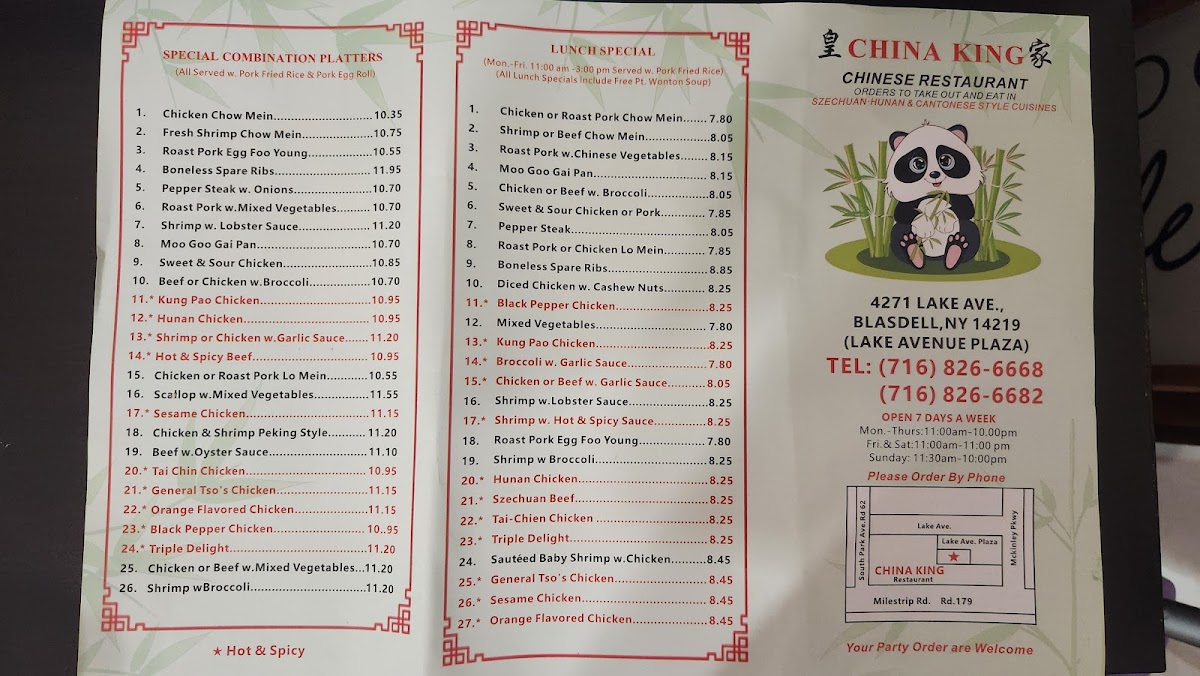 SPECIAL COMBINATION PLATTERS
(All Served w. Pork Fried Rice & Pork Egg Roll)
1. Chicken Chow Mein............................10.35
2. Fresh Shrimp Chow Mein....................10.75
3. Roast Pork Egg Foo Young..................10.55
4. Boneless Spare Ribs...........................11.95
5. Pepper Steak w. Onions......................10.70
6. Roast Pork w.Mixed Vegetables..........10.70
7. Shrimp w. Lobster Sauce....................11.20
8. Moo Goo Gai Pan................................10.70
9. Sweet & Sour Chicken.........................10.85
10. Beef or Chicken w.Broccoli.................10.70
11.* Kung Pao Chicken...............................10.95
12.* Hunan Chicken...................................10.95
13.* Shrimp or Chicken w.Garlic Sauce.......11.20
14.* Hot & Spicy Beef.................................10.95
15. Chicken or Roast Pork Lo Mein............10.55
16. Scallop w.Mixed Vegetables................11.55
17.* Sesame Chicken..................................11.15
18. Chicken & Shrimp Peking Style...........11.20
19. Beef w.Oyster Sauce...........................11.10
20.* Tai Chin Chicken.................................10.95
21.* General Tso's Chicken.........................11.15
22.* Orange Flavored Chicken....................11.15
23.* Black Pepper Chicken..........................10..95
24.* Triple Delight......................................11.20
25. Chicken or Beef w.Mixed Vegetables...11.20
26. Shrimp wBroccoli................................11.20
★ Hot & Spicy
LUNCH SPECIAL
(Mon.-Fri. 11:00 am -3:00 pm Served w. Pork Fried Rice)
(All Lunch Specials Include Free Pt. Wonton Soup)
1. Chicken or Roast Pork Chow Mein......7.80
2. Shrimp or Beef Chow Mein.................8.05
3. Roast Pork w.Chinese Vegetables........8.15
4. Moo Goo Gai Pan................................8.15
5. Chicken or Beef w. Broccoli.................8.05
6. Sweet & Sour Chicken or Pork............7.85
7. Pepper Steak......................................8.05
8. Roast Pork or Chicken Lo Mein...........7.85
9. Boneless Spare Ribs...........................8.85
10. Diced Chicken w. Cashew Nuts...........8.25
11.* Black Pepper Chicken.........................8.25
12. Mixed Vegetables...............................7.80
13.* Kung Pao Chicken...............................8.25
14.* Broccoli w. Garlic Sauce......................7.80
15.* Chicken or Beef w. Garlic Sauce..........8.05
16. Shrimp w.Lobster Sauce.....................8.25
17.* Shrimp w. Hot & Spicy Sauce..............8.25
18. Roast Pork Egg Foo Young..................7.80
19. Shrimp w Broccoli..............................8.25
20.* Hunan Chicken...................................8.25
21.* Szechuan Beef....................................8.25
22.* Tai-Chien Chicken ..............................8.25
23.* Triple Delight.....................................8.25
24. Sautéed Baby Shrimp w.Chicken.........8.45
25.* General Tso's Chicken.........................8.45
26.* Sesame Chicken..................................8.45
27.* Orange Flavored Chicken....................8.45
皇 CHINA KING 家
CHINESE RESTAURANT
ORDERS TO TAKE OUT AND EAT IN
SZECHUAN·HUNAN & CANTONESE STYLE CUISINES
4271 LAKE AVE.,
BLASDELL,NY 14219
(LAKE AVENUE PLAZA)
TEL: (716) 826-6668
(716) 826-6682
OPEN 7 DAYS A WEEK
Mon.-Thurs:11:00am-10.00pm
Fri.& Sat:11:00am-11:00 pm
Sunday: 11:30am-10:00pm
Please Order By Phone
South Park Ave.Rd 62
Lake Ave.
Lake Ave. Plaza
Mckinley Pkwy
★
CHINA KING
Restaurant
Milestrip Rd. Rd.179
Your Party Order are Welcome